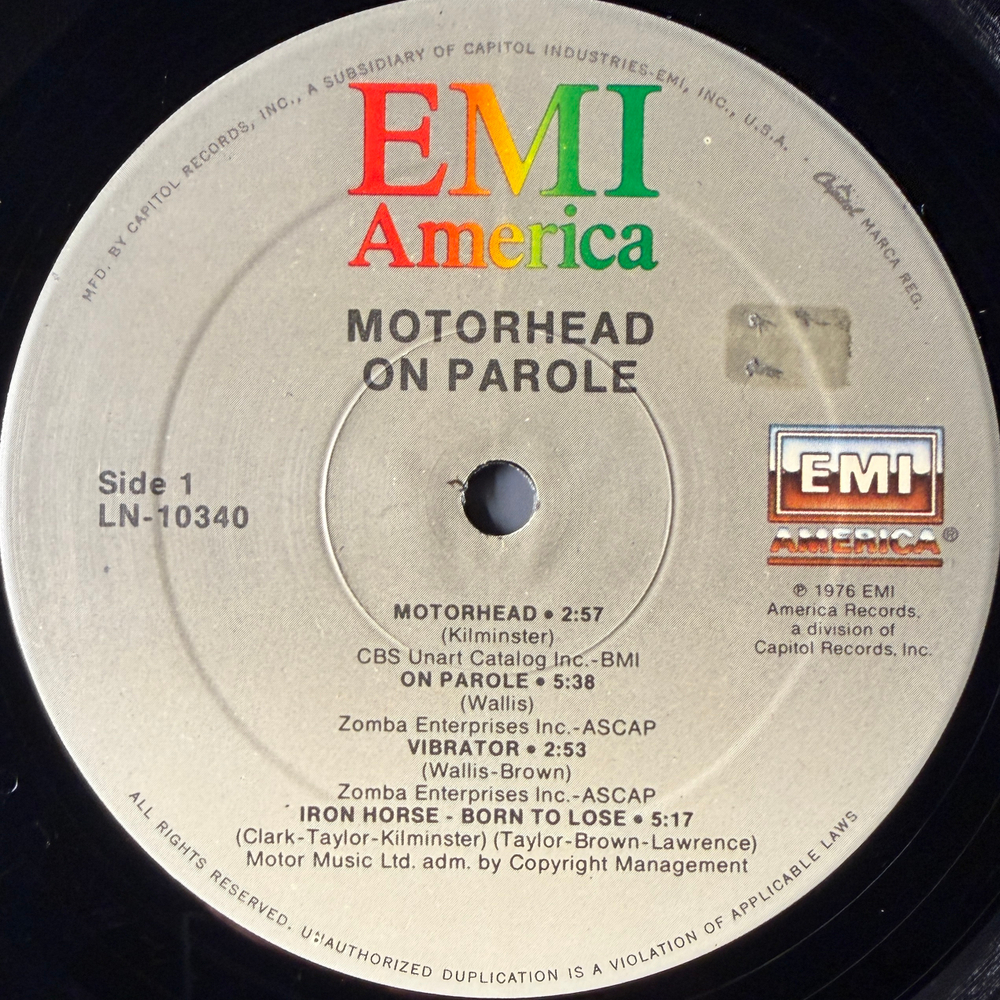 MFD. BY CAPITOL RECORDS, INC., A SUBSIDIARY OF CAPITOL INDUSTRIES-EMI, INC., U.S.A.
Capitol MARCA REG.
EMI
America
MOTORHEAD
ON PAROLE
Side 1
LN-10340
EMI
AMERICA®
℗ 1976 EMI
America Records,
a division of
Capitol Records, Inc.
MOTORHEAD • 2:57
(Kilminster)
CBS Unart Catalog Inc.-BMI
ON PAROLE • 5:38
(Wallis)
Zomba Enterprises Inc.-ASCAP
VIBRATOR • 2:53
(Wallis-Brown)
Zomba Enterprises Inc.-ASCAP
IRON HORSE - BORN TO LOSE • 5:17
(Clark-Taylor-Kilminster) (Taylor-Brown-Lawrence)
Motor Music Ltd. adm. by Copyright Management
ALL RIGHTS RESERVED. UNAUTHORIZED DUPLICATION IS A VIOLATION OF APPLICABLE LAWS